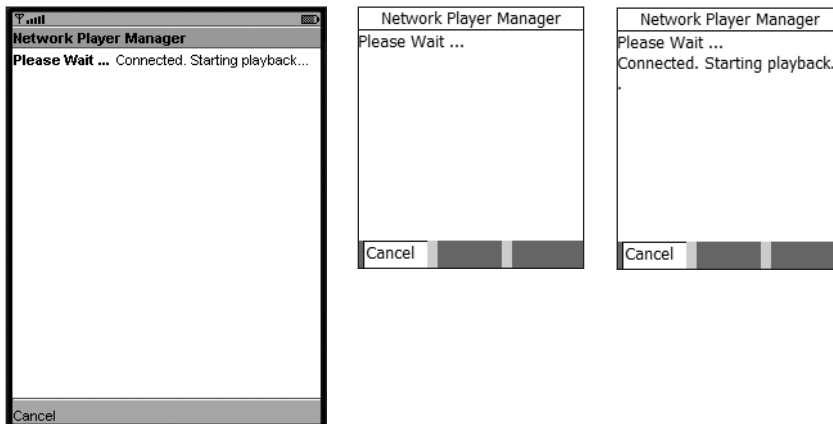 Network Player Manager
Please Wait ... Connected. Starting playback...
Cancel
Network Player Manager
Please Wait ...
Cancel
Network Player Manager
Please Wait ...
Connected. Starting playback.
.
Cancel